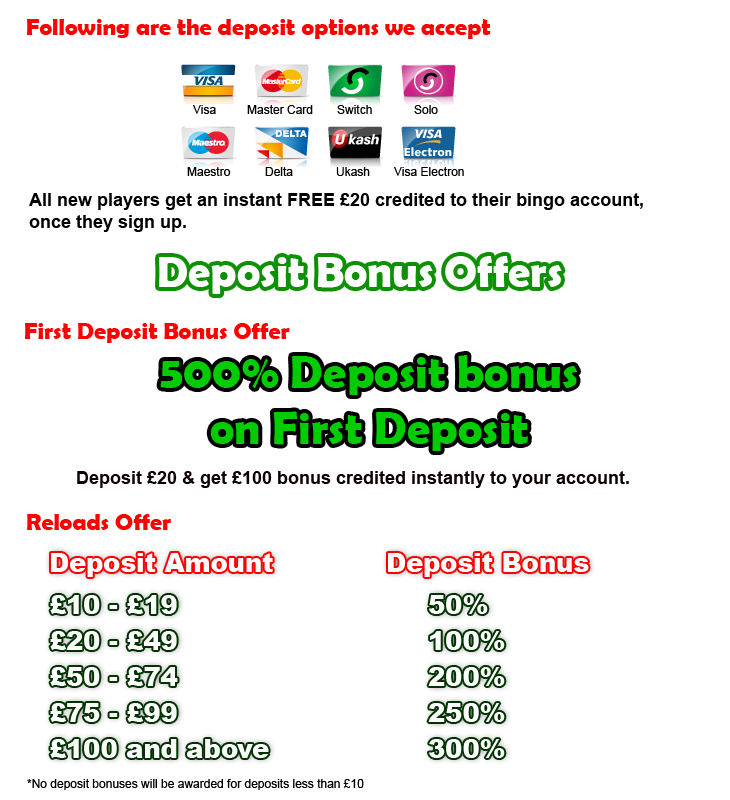 Following are the deposit options we accept
VISA MasterCard
Visa Master Card Switch Solo
Maestro DELTA Ukash VISA Electron
Maestro Delta Ukash Visa Electron
All new players get an instant FREE £20 credited to their bingo account,
once they sign up.
Deposit Bonus Offers
First Deposit Bonus Offer
500% Deposit bonus
on First Deposit
Deposit £20 & get £100 bonus credited instantly to your account.
Reloads Offer
Deposit Amount Deposit Bonus
£10 - £19 50%
£20 - £49 100%
£50 - £74 200%
£75 - £99 250%
£100 and above 300%
*No deposit bonuses will be awarded for deposits less than £10